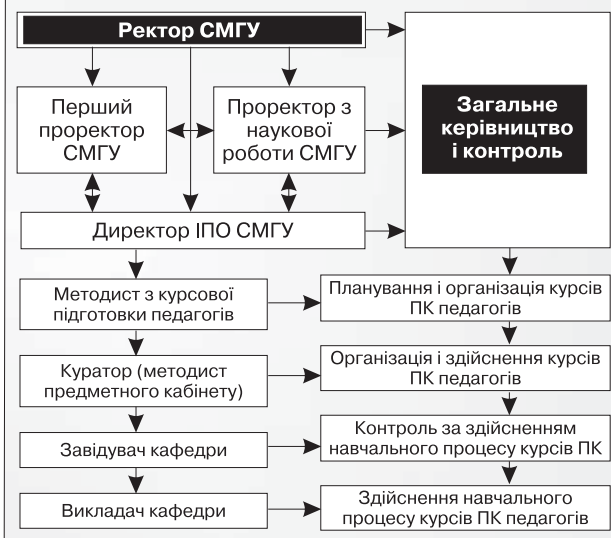 Ректор СМГУ
Перший
проректор
СМГУ
Проректор з
наукової
роботи СМГУ
Загальне
керівництво
і контроль
Директор ІПО СМГУ
Методист з курсової
підготовки педагогів
Планування і організація курсів
ПК педагогів
Куратор (методист
предметного кабінету)
Організація і здійснення курсів
ПК педагогів
Завідувач кафедри
Контроль за здійсненням
навчального процесу курсів ПК
Викладач кафедри
Здійснення навчального
процесу курсів ПК педагогів